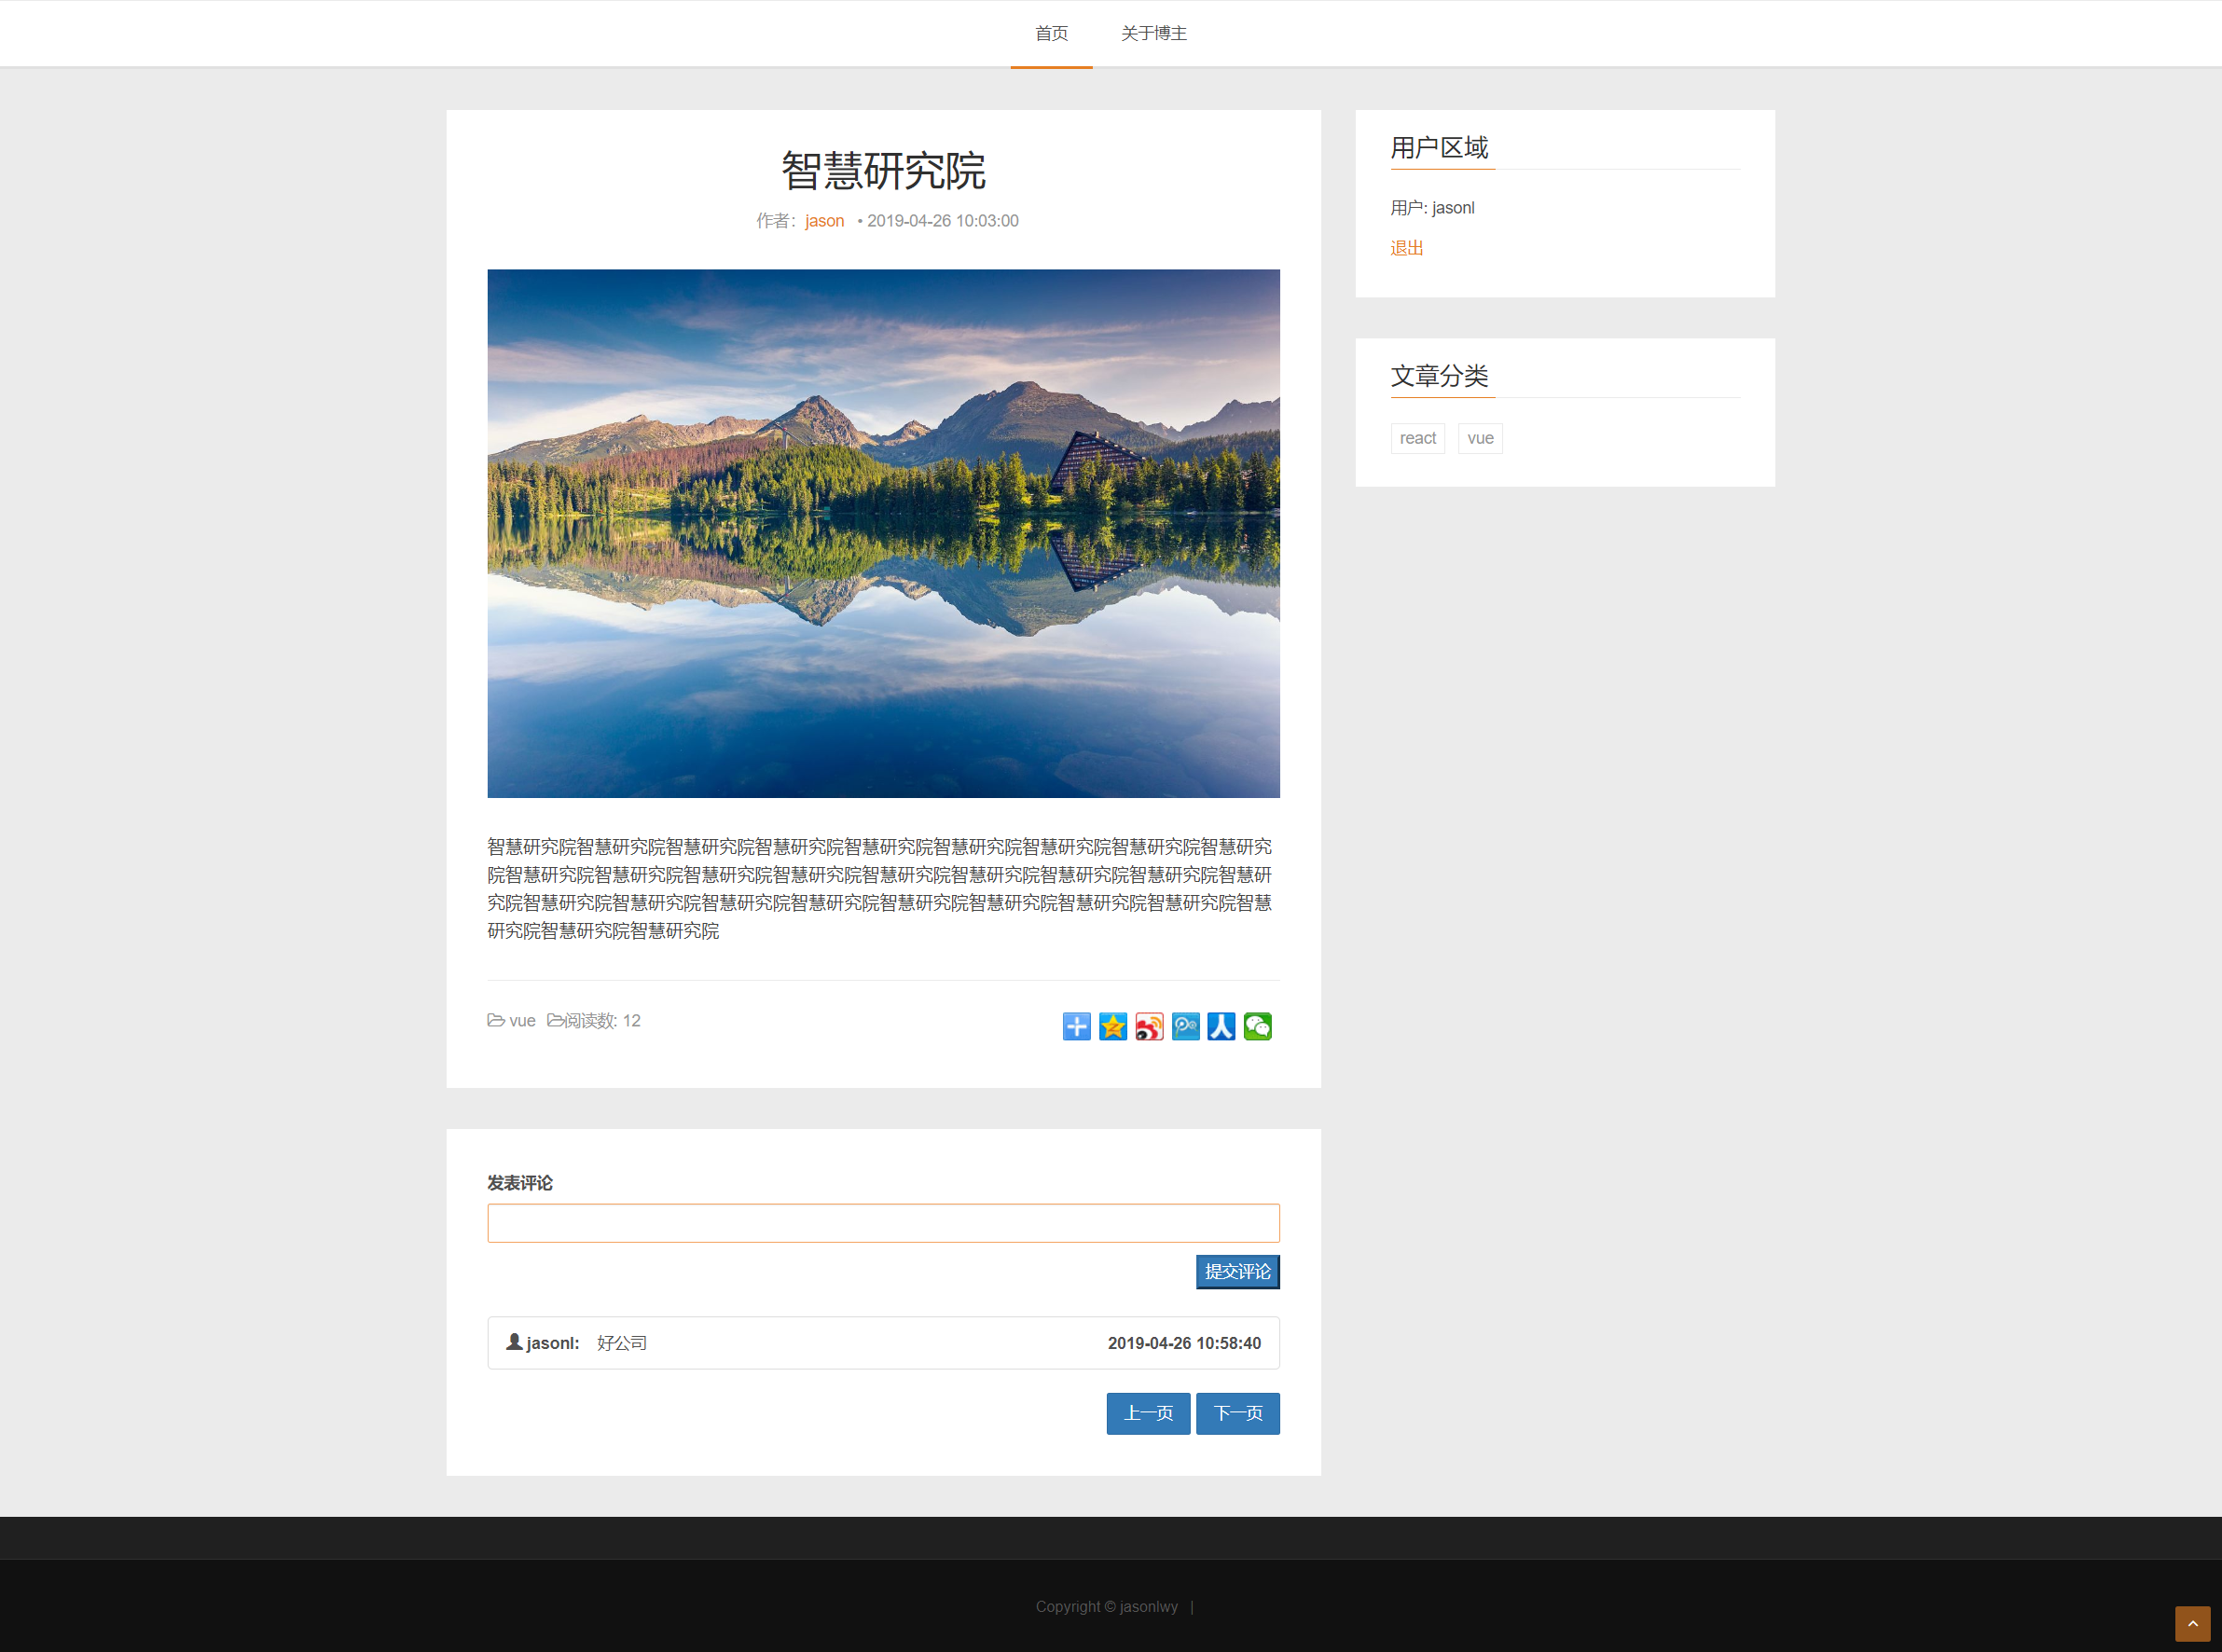 首页 关于博主
智慧研究院
作者：jason • 2019-04-26 10:03:00
智慧研究院智慧研究院智慧研究院智慧研究院智慧研究院智慧研究院智慧研究院智慧研究院智慧研究
院智慧研究院智慧研究院智慧研究院智慧研究院智慧研究院智慧研究院智慧研究院智慧研究院智慧研
究院智慧研究院智慧研究院智慧研究院智慧研究院智慧研究院智慧研究院智慧研究院智慧研究院智慧
研究院智慧研究院智慧研究院
vue 阅读数: 12
发表评论
提交评论
jasonl: 好公司 2019-04-26 10:58:40
上一页 下一页
用户区域
用户: jasonl
退出
文章分类
react vue
Copyright © jasonlwy |